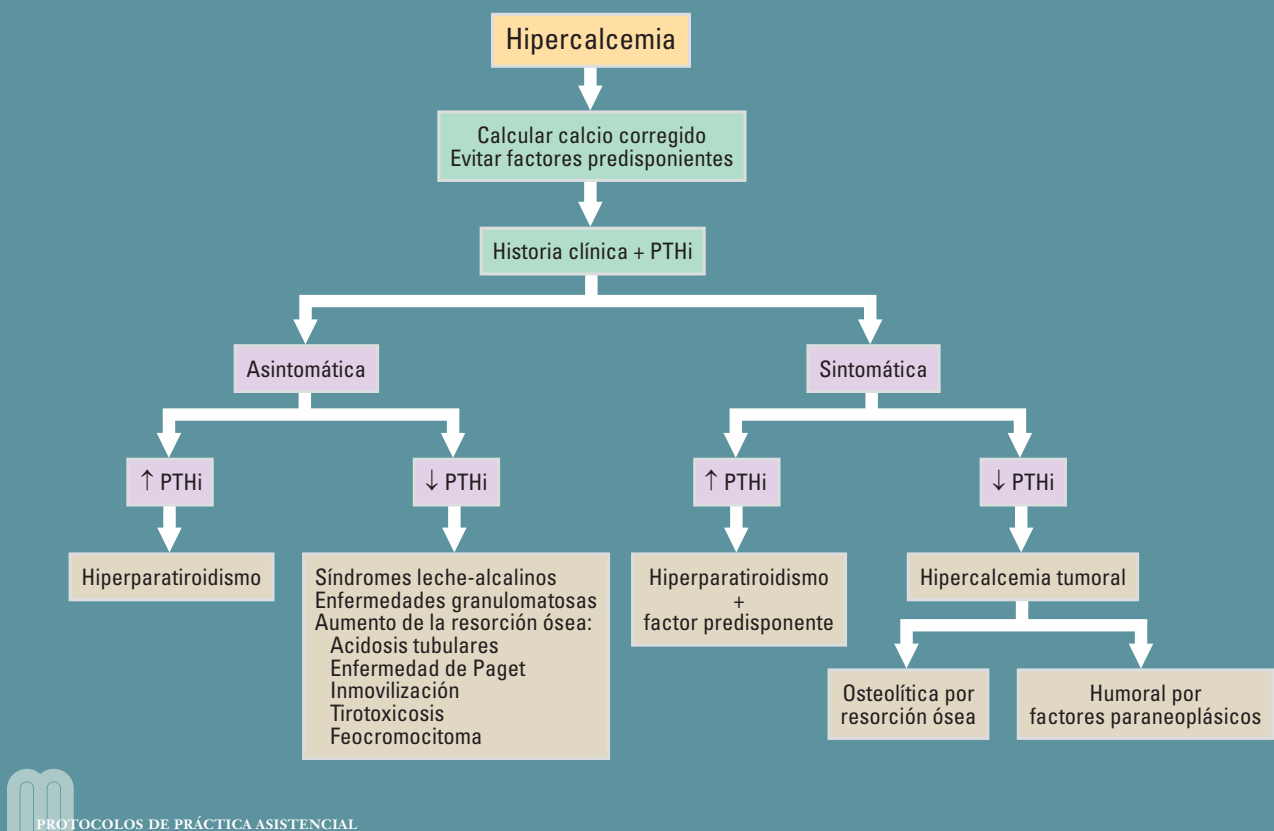 Hipercalcemia
Calcular calcio corregido
Evitar factores predisponientes
Historia clínica + PTHi
Asintomática
Sintomática
↑ PTHi
↓ PTHi
↑ PTHi
↓ PTHi
Hiperparatiroidismo
Síndromes leche-alcalinos
Enfermedades granulomatosas
Aumento de la resorción ósea:
Acidosis tubulares
Enfermedad de Paget
Inmovilización
Tirotoxicosis
Feocromocitoma
Hiperparatiroidismo
+
factor predisponente
Hipercalcemia tumoral
Osteolítica por
resorción ósea
Humoral por
factores paraneoplásicos
PROTOCOLOS DE PRÁCTICA ASISTENCIAL